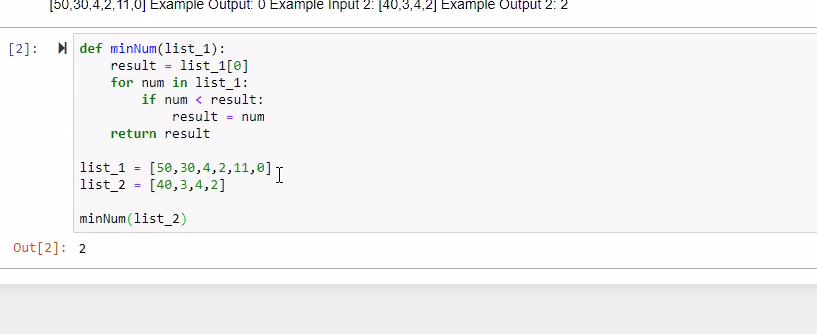 [50,30,4,2,11,0] Example Output: 0 Example Input 2: [40,3,4,2] Example Output 2: 2
[2]: def minNum(list_1):
result = list_1[0]
for num in list_1:
if num < result:
result = num
return result
list_1 = [50,30,4,2,11,0]
list_2 = [40,3,4,2]
minNum(list_2)
Out[2]: 2